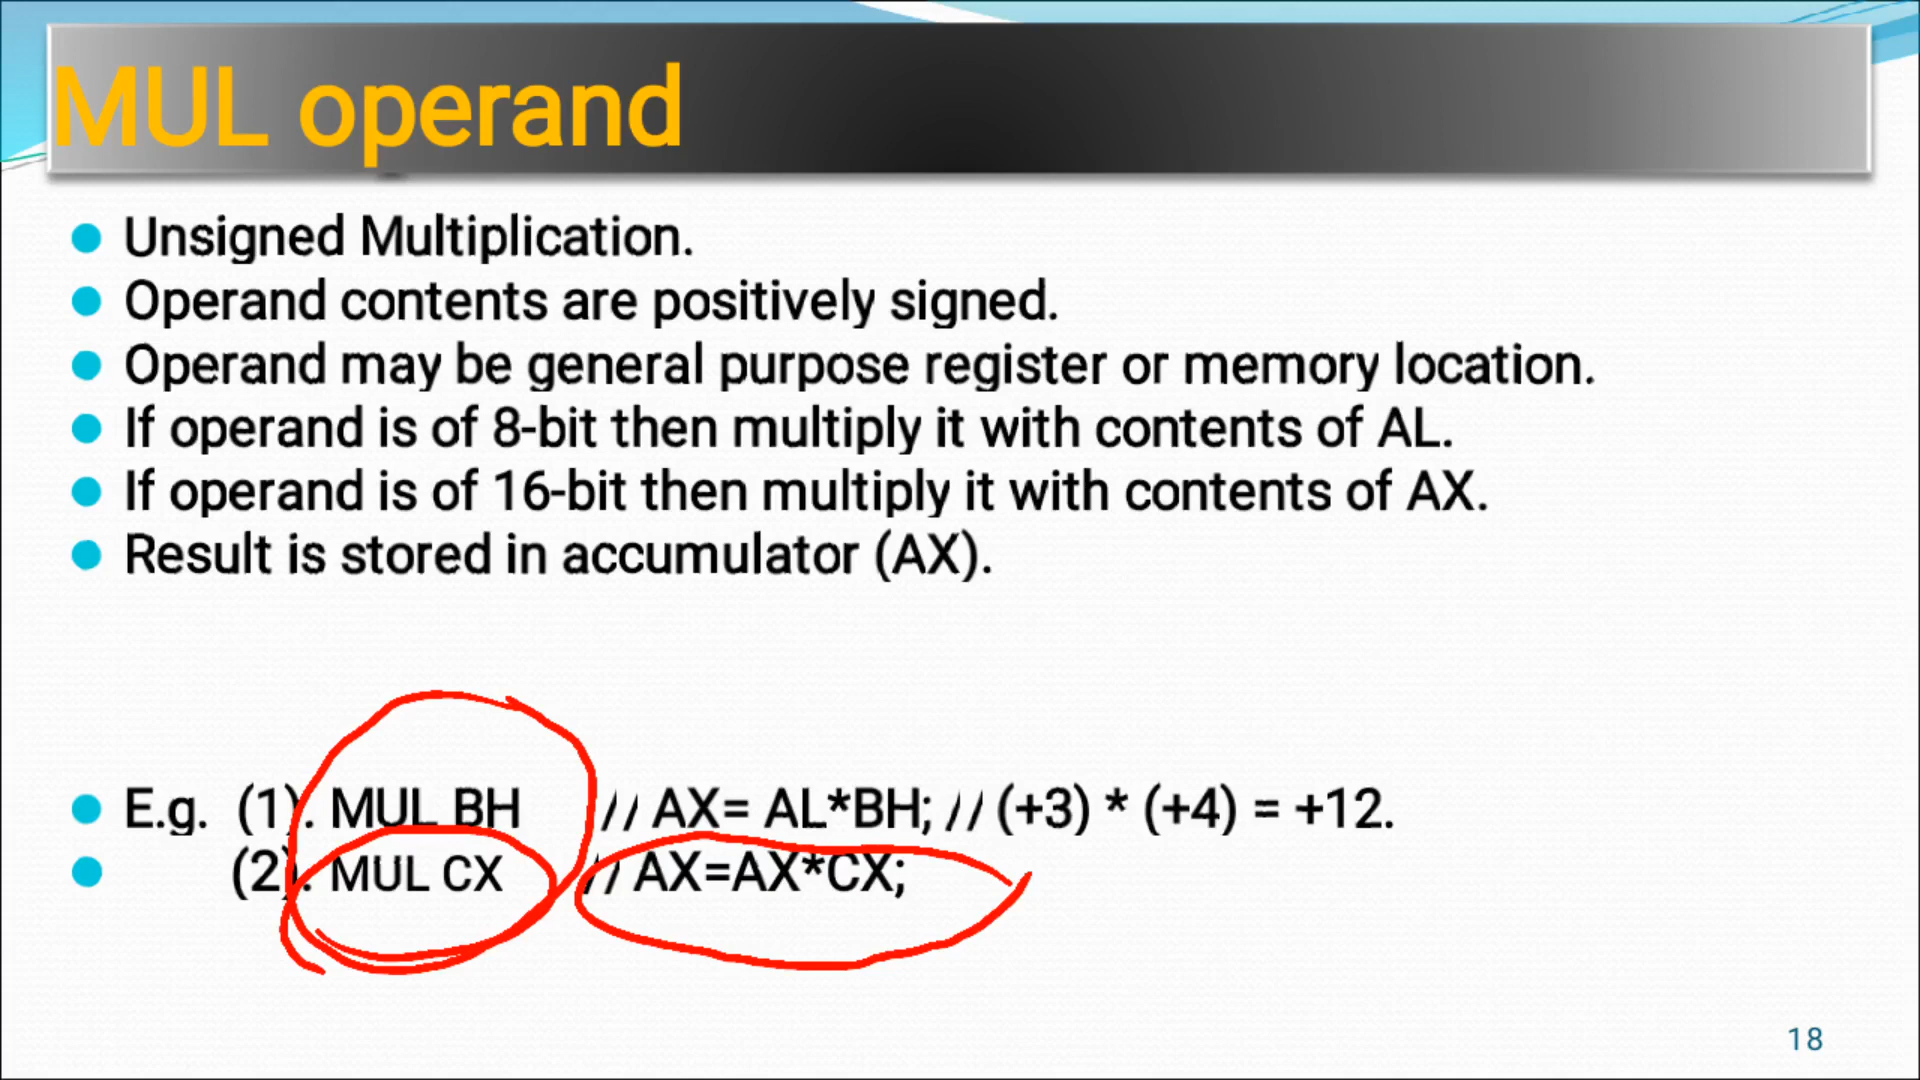 MUL operand
Unsigned Multiplication.
Operand contents are positively signed.
Operand may be general purpose register or memory location.
If operand is of 8-bit then multiply it with contents of AL.
If operand is of 16-bit then multiply it with contents of AX.
Result is stored in accumulator (AX).
E.g. (1). MUL BH // AX= AL*BH; // (+3) * (+4) = +12.
(2). MUL CX // AX=AX*CX;
18